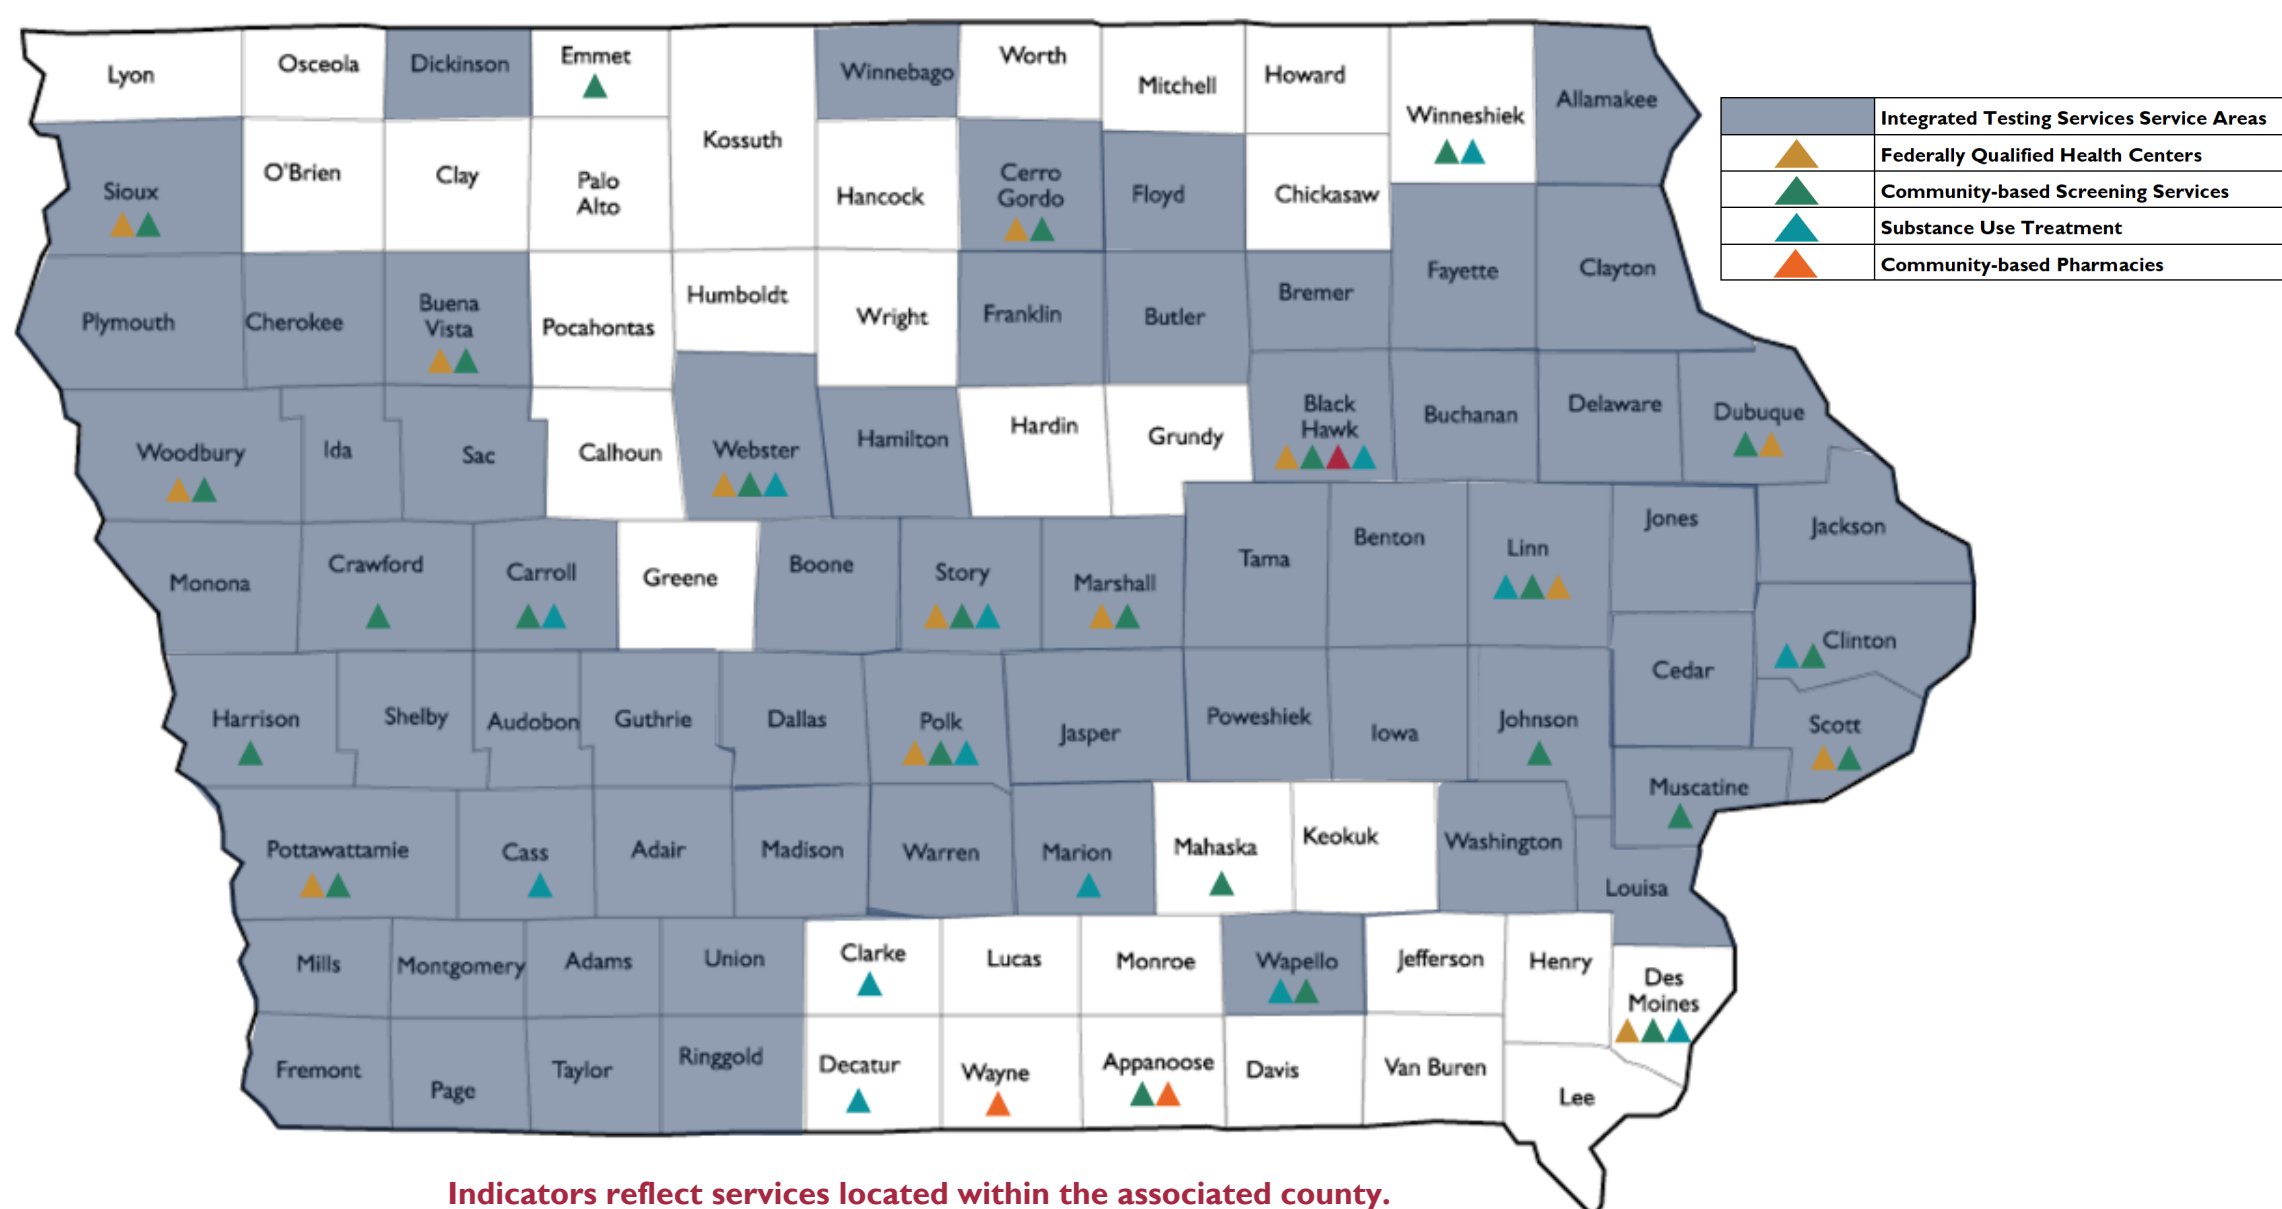 Lyon
Osceola
Dickinson
Emmet
Kossuth
Winnebago
Worth
Mitchell
Howard
Winneshiek
Allamakee
Sioux
O'Brien
Clay
Palo
Alto
Hancock
Cerro
Gordo
Floyd
Chickasaw
Plymouth
Cherokee
Buena
Vista
Pocahontas
Humboldt
Wright
Franklin
Butler
Bremer
Fayette
Clayton
Woodbury
Ida
Sac
Calhoun
Webster
Hamilton
Hardin
Grundy
Black
Hawk
Buchanan
Delaware
Dubuque
Monona
Crawford
Carroll
Greene
Boone
Story
Marshall
Tama
Benton
Linn
Jones
Jackson
Clinton
Cedar
Harrison
Shelby
Audobon
Guthrie
Dallas
Polk
Jasper
Poweshiek
Iowa
Johnson
Scott
Muscatine
Pottawattamie
Cass
Adair
Madison
Warren
Marion
Mahaska
Keokuk
Washington
Louisa
Mills
Montgomery
Adams
Union
Clarke
Lucas
Monroe
Wapello
Jefferson
Henry
Des
Moines
Fremont
Page
Taylor
Ringgold
Decatur
Wayne
Appanoose
Davis
Van Buren
Lee
Integrated Testing Services Service Areas
Federally Qualified Health Centers
Community-based Screening Services
Substance Use Treatment
Community-based Pharmacies
Indicators reflect services located within the associated county.